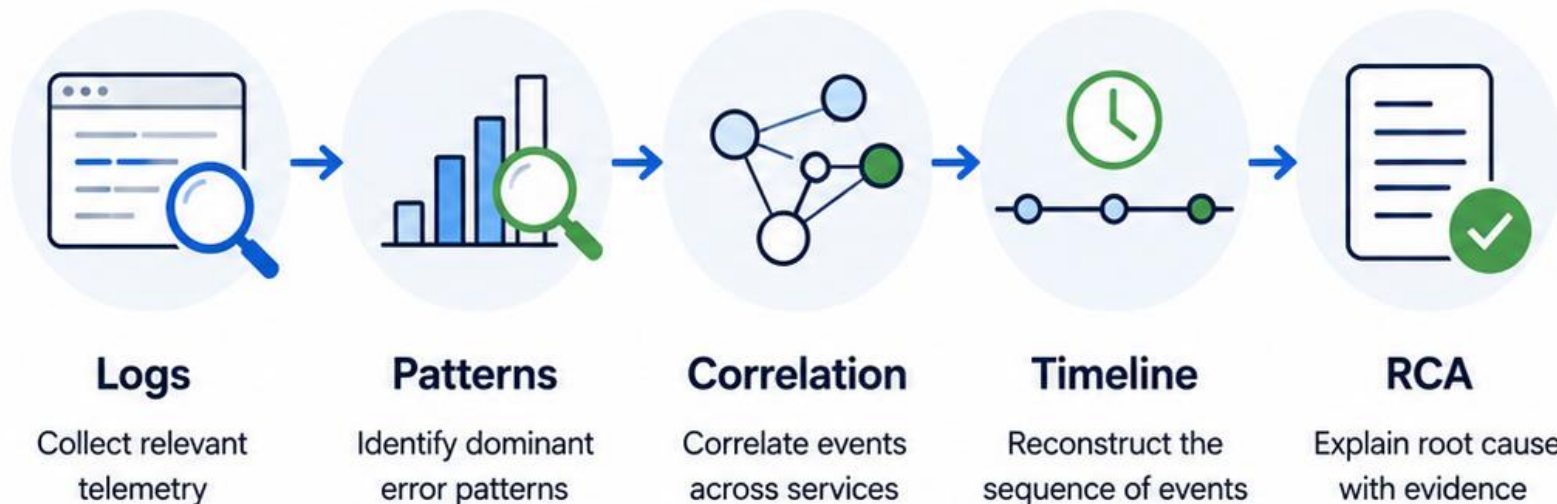 Logs
Collect relevant
telemetry
Patterns
Identify dominant
error patterns
Correlation
Correlate events
across services
Timeline
Reconstruct the
sequence of events
RCA
Explain root cause
with evidence